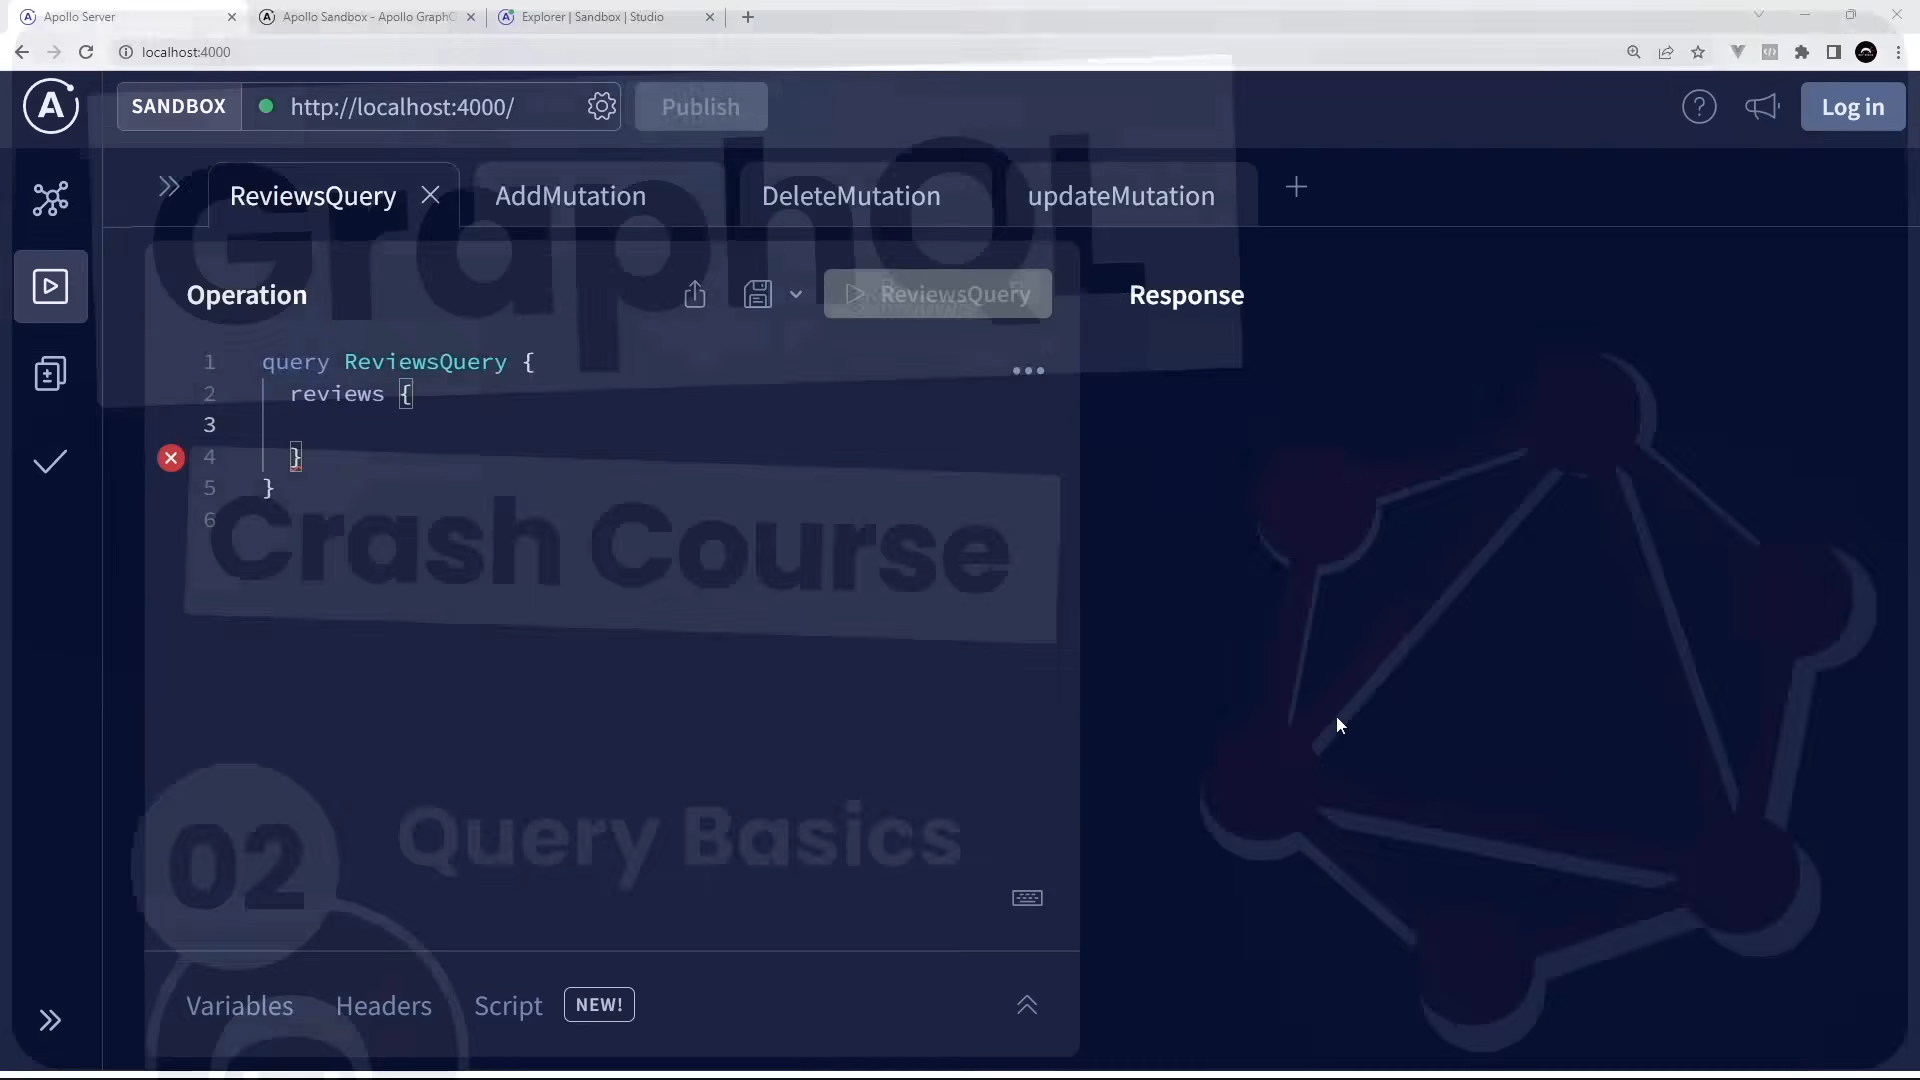 Apollo Server
Apollo Sandbox - Apollo GraphQ
Explorer | Sandbox | Studio
localhost:4000
SANDBOX
http://localhost:4000/
Publish
Log in
ReviewsQuery
AddMutation
DeleteMutation
updateMutation
GraphQL
Operation
ReviewsQuery
Response
1 query ReviewsQuery {
2 reviews {
3
4 }
5 }
6
Crash Course
02
Query Basics
Variables
Headers
Script
NEW!